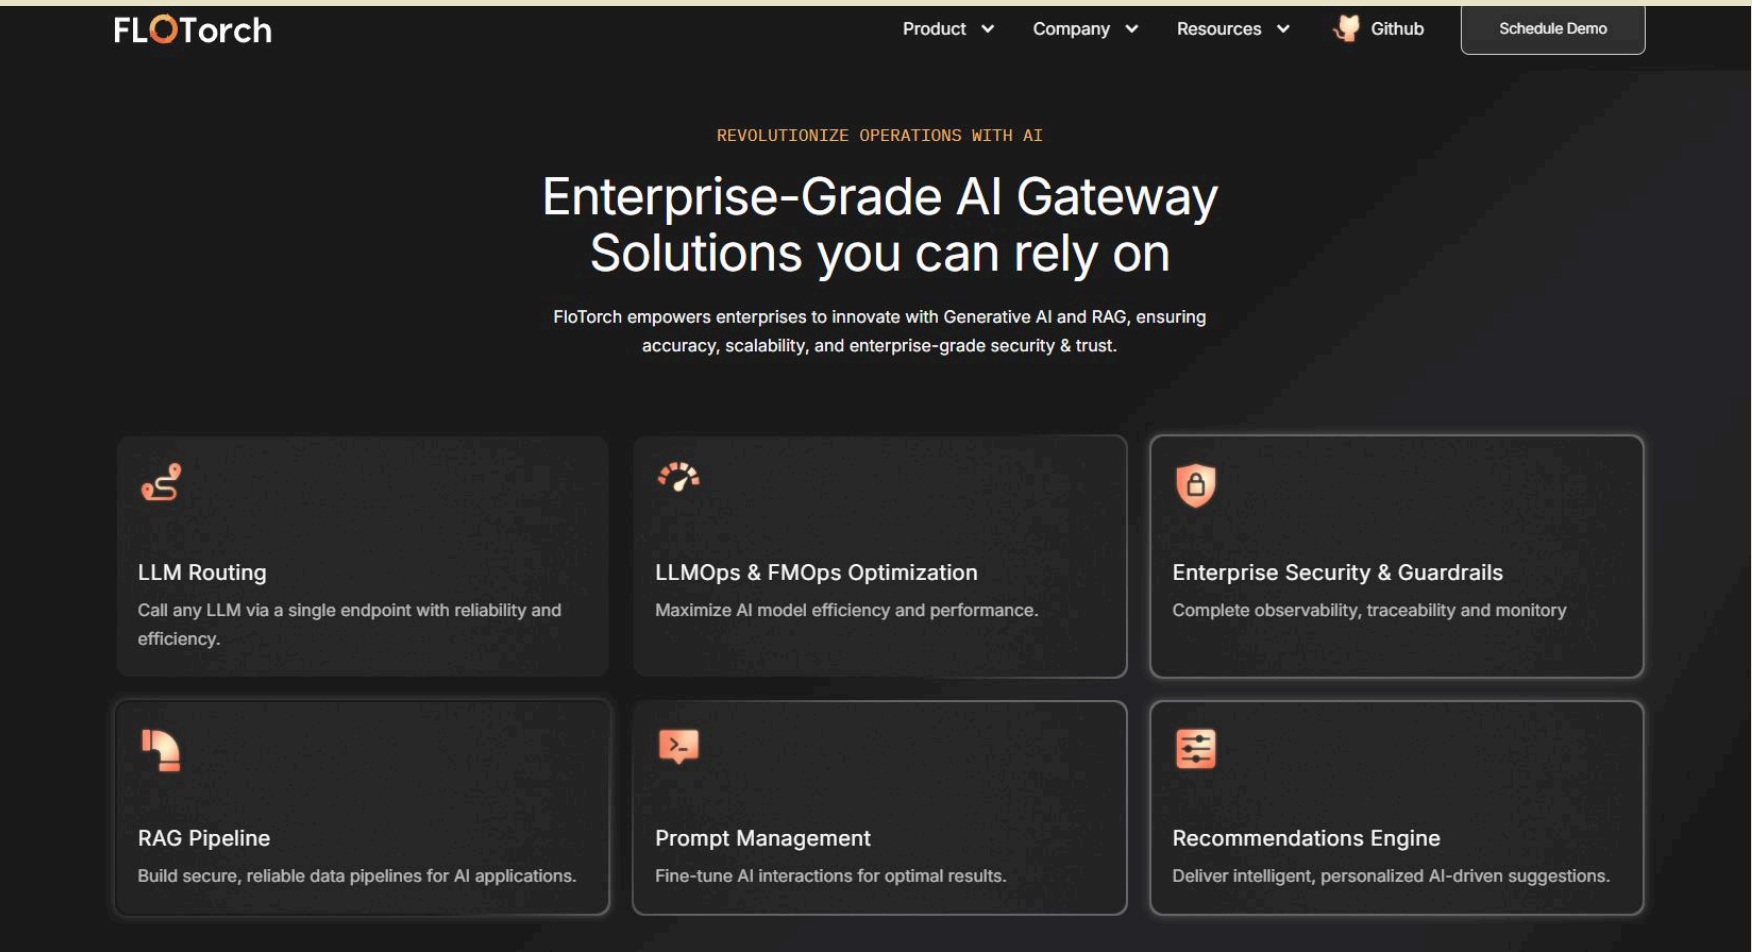 FLOTorch
Product
Company
Resources
Github
Schedule Demo
REVOLUTIONIZE OPERATIONS WITH AI
Enterprise-Grade AI Gateway
Solutions you can rely on
FloTorch empowers enterprises to innovate with Generative AI and RAG, ensuring
accuracy, scalability, and enterprise-grade security & trust.
LLM Routing
Call any LLM via a single endpoint with reliability and
efficiency.
LLMOps & FMOps Optimization
Maximize AI model efficiency and performance.
Enterprise Security & Guardrails
Complete observability, traceability and monitory
RAG Pipeline
Build secure, reliable data pipelines for AI applications.
Prompt Management
Fine-tune AI interactions for optimal results.
Recommendations Engine
Deliver intelligent, personalized AI-driven suggestions.